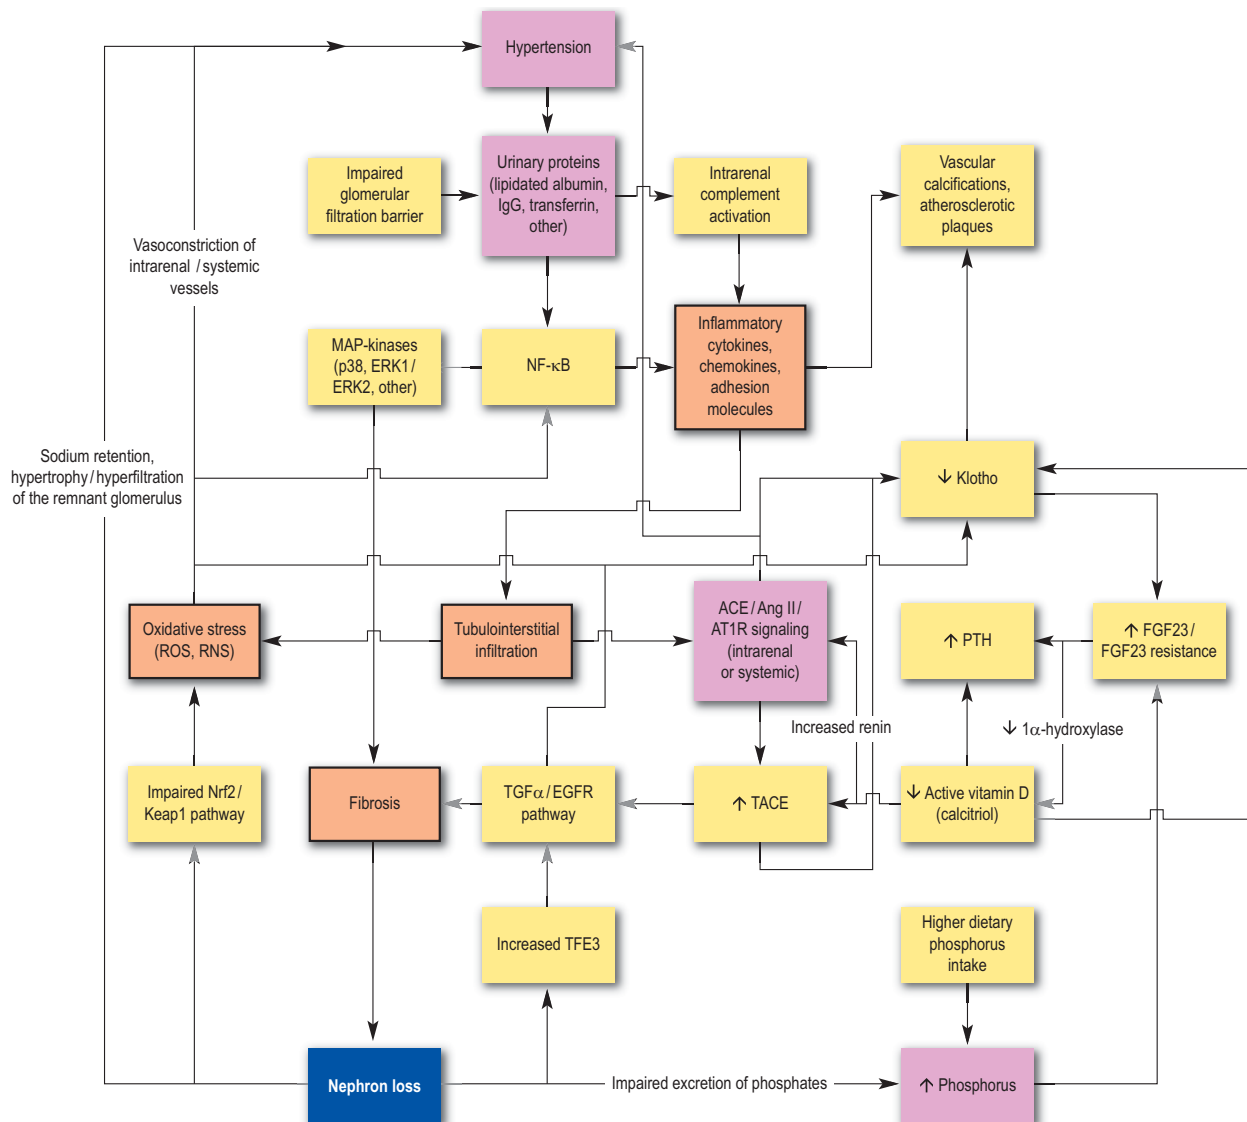 Hypertension
Urinary proteins
(lipidated albumin,
IgG, transferrin,
other)
Impaired
glomerular
filtration barrier
Intrarenal
complement
activation
Vascular
calcifications,
atherosclerotic
plaques
Vasoconstriction of
intrarenal / systemic
vessels
MAP-kinases
(p38, ERK1/
ERK2, other)
NF-κB
Inflammatory
cytokines,
chemokines,
adhesion
molecules
Sodium retention,
hypertrophy/hyperfiltration
of the remnant glomerulus
↓ Klotho
Oxidative stress
(ROS, RNS)
Tubulointerstitial
infiltration
ACE / Ang II /
AT1R signaling
(intrarenal
or systemic)
↑ PTH
↑ FGF23 /
FGF23 resistance
Increased renin
↓ 1α-hydroxylase
Impaired Nrf2 /
Keap1 pathway
Fibrosis
TGFα / EGFR
pathway
↑ TACE
↓ Active vitamin D
(calcitriol)
Increased TFE3
Higher dietary
phosphorus
intake
Nephron loss
Impaired excretion of phosphates
↑ Phosphorus